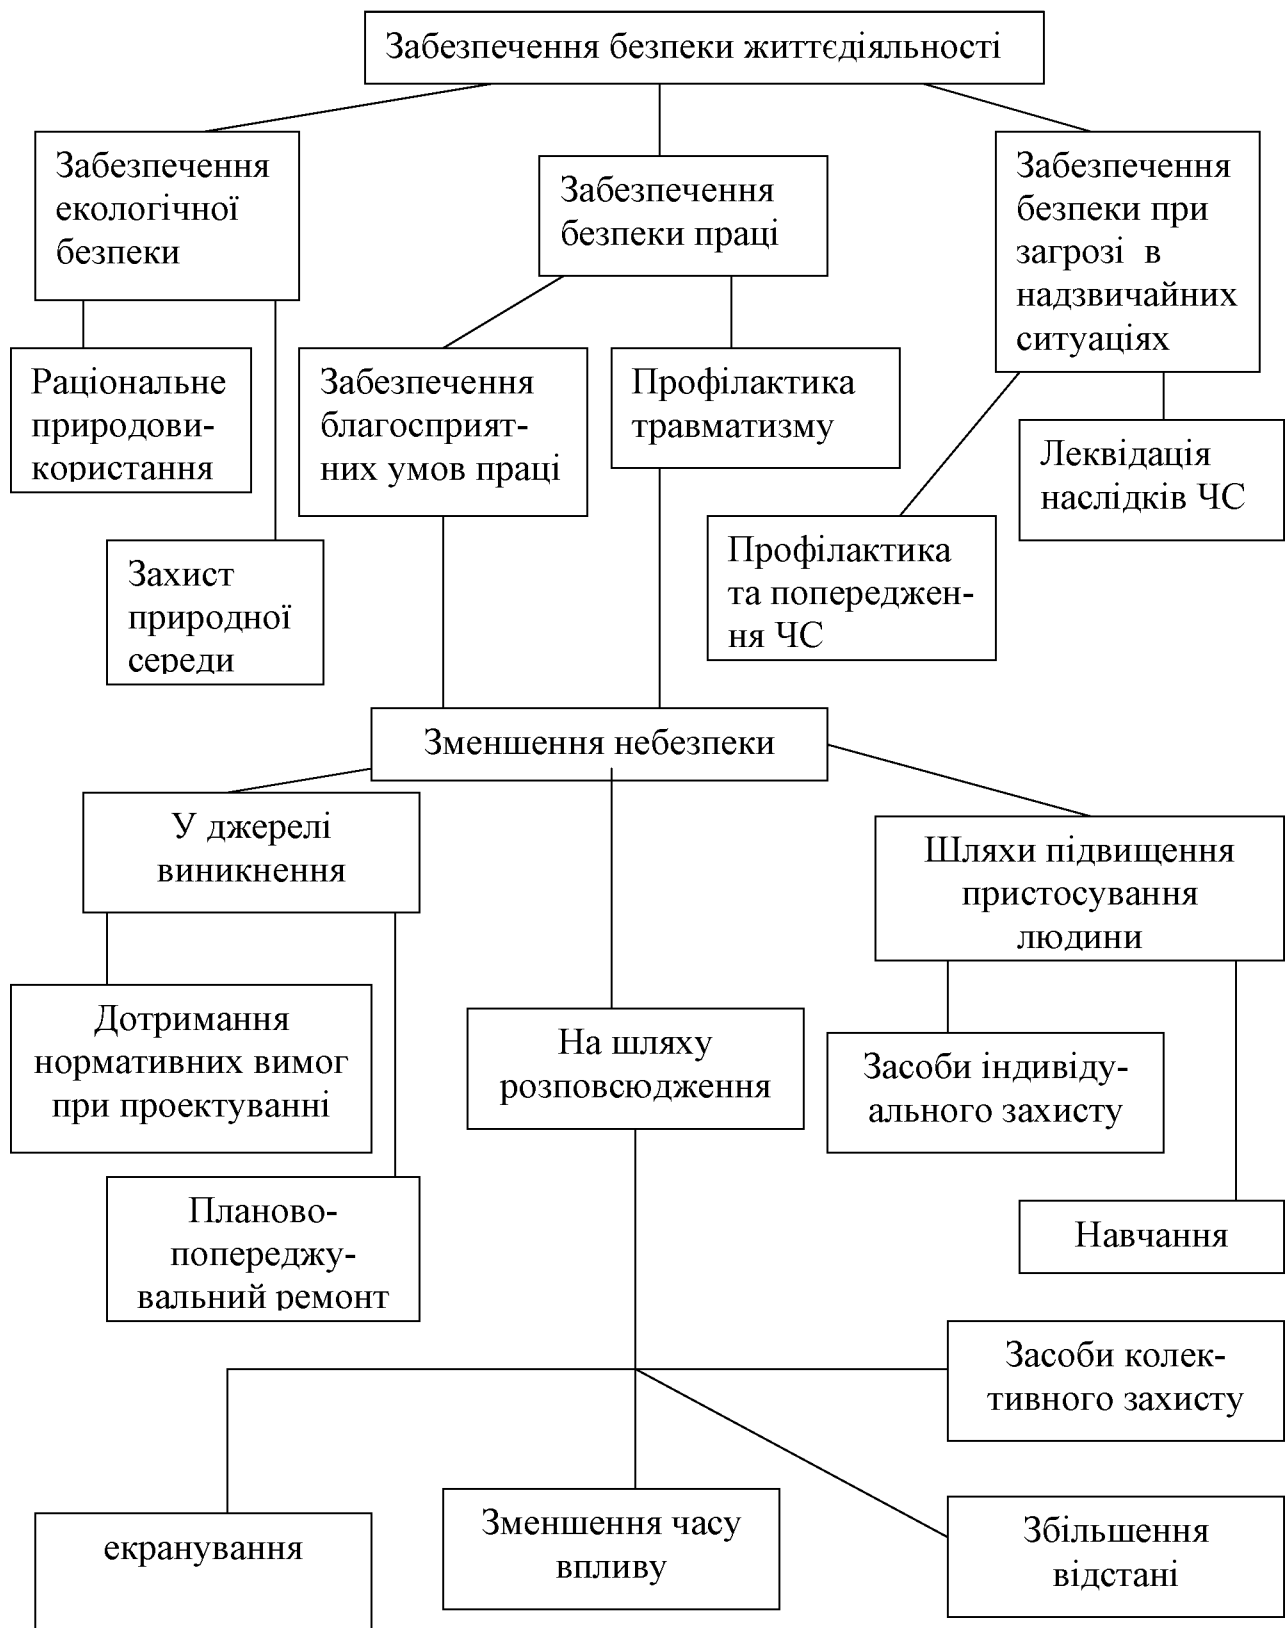 Забезпечення безпеки життєдіяльності
Забезпечення
екологічної
безпеки
Забезпечення
безпеки праці
Забезпечення
безпеки при
загрозі в
надзвичайних
ситуаціях
Раціональне
природови-
користання
Забезпечення
благосприят-
них умов праці
Профілактика
травматизму
Леквідація
наслідків ЧС
Захист
природної
середи
Профілактика
та попереджен-
ня ЧС
Зменшення небезпеки
У джерелі
виникнення
Шляхи підвищення
пристосування
людини
Дотримання
нормативних вимог
при проектуванні
На шляху
розповсюдження
Засоби індивіду-
ального захисту
Планово-
попереджу-
вальний ремонт
Навчання
Засоби колек-
тивного захисту
екранування
Зменшення часу
впливу
Збільшення
відстані